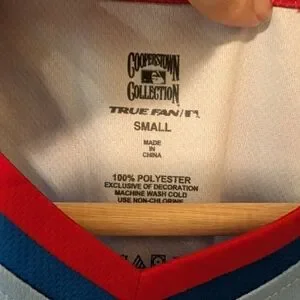 COOPERSTOWN
COLLECTION
TRUE FAN
SMALL
MADE
IN
CHINA
100% POLYESTER
EXCLUSIVE OF DECORATION
MACHINE WASH COLD
USE NON-CHLORINE